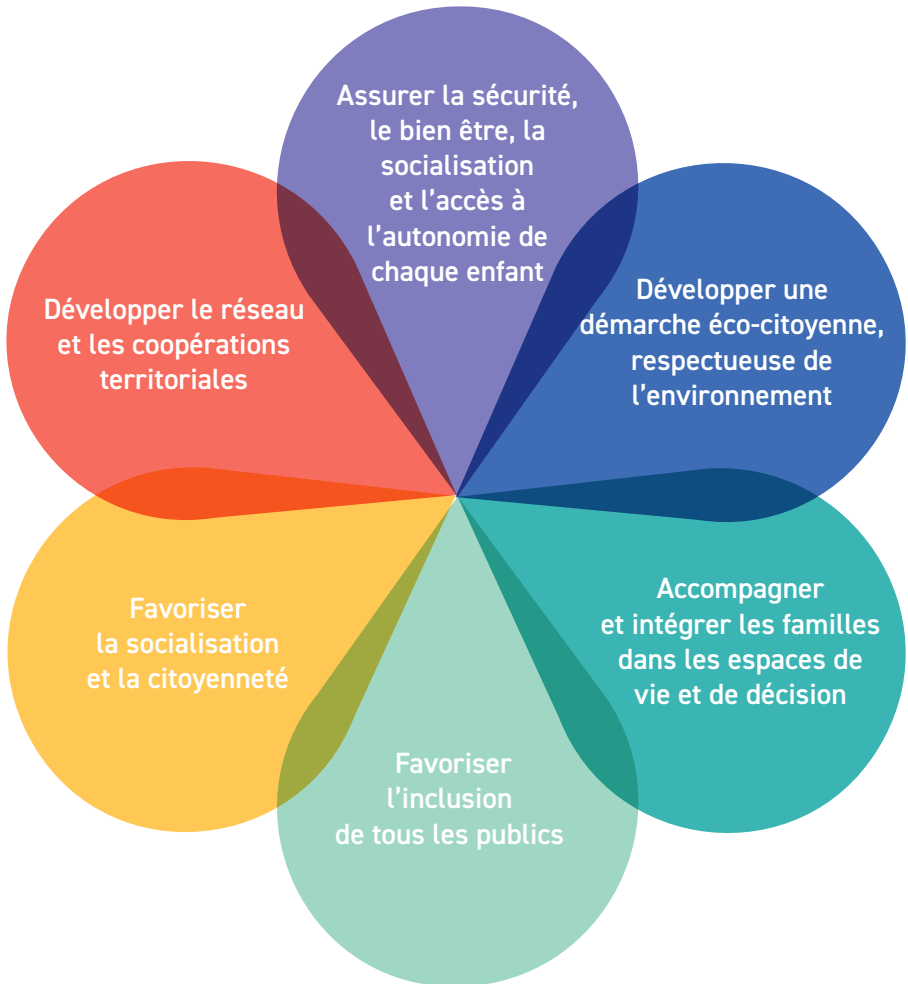 Assurer la sécurité,
le bien être, la
socialisation
et l'accès à
l'autonomie de
chaque enfant
Développer une
démarche éco-citoyenne,
respectueuse de
l'environnement
Accompagner
et intégrer les familles
dans les espaces de
vie et de décision
Favoriser
l'inclusion
de tous les publics
Favoriser
la socialisation
et la citoyenneté
Développer le réseau
et les coopérations
territoriales